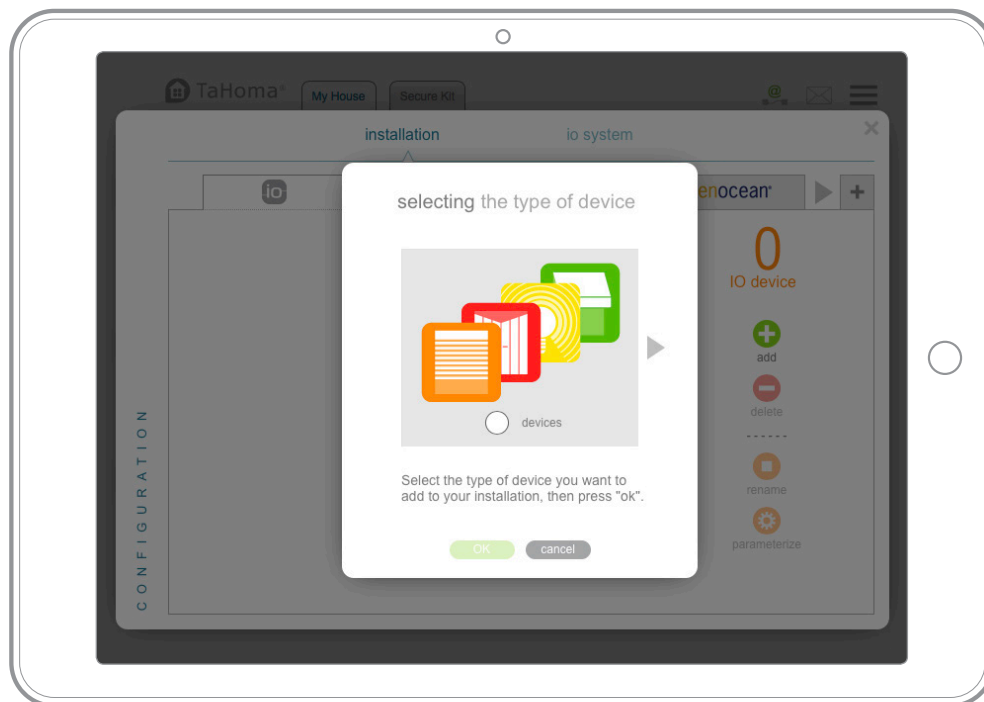 TaHoma®
My House
Secure Kit
@
installation
io system
io
enocean®
selecting the type of device
devices
Select the type of device you want to
add to your installation, then press "ok".
OK
cancel
0
IO device
add
delete
rename
parameterize
CONFIGURATION